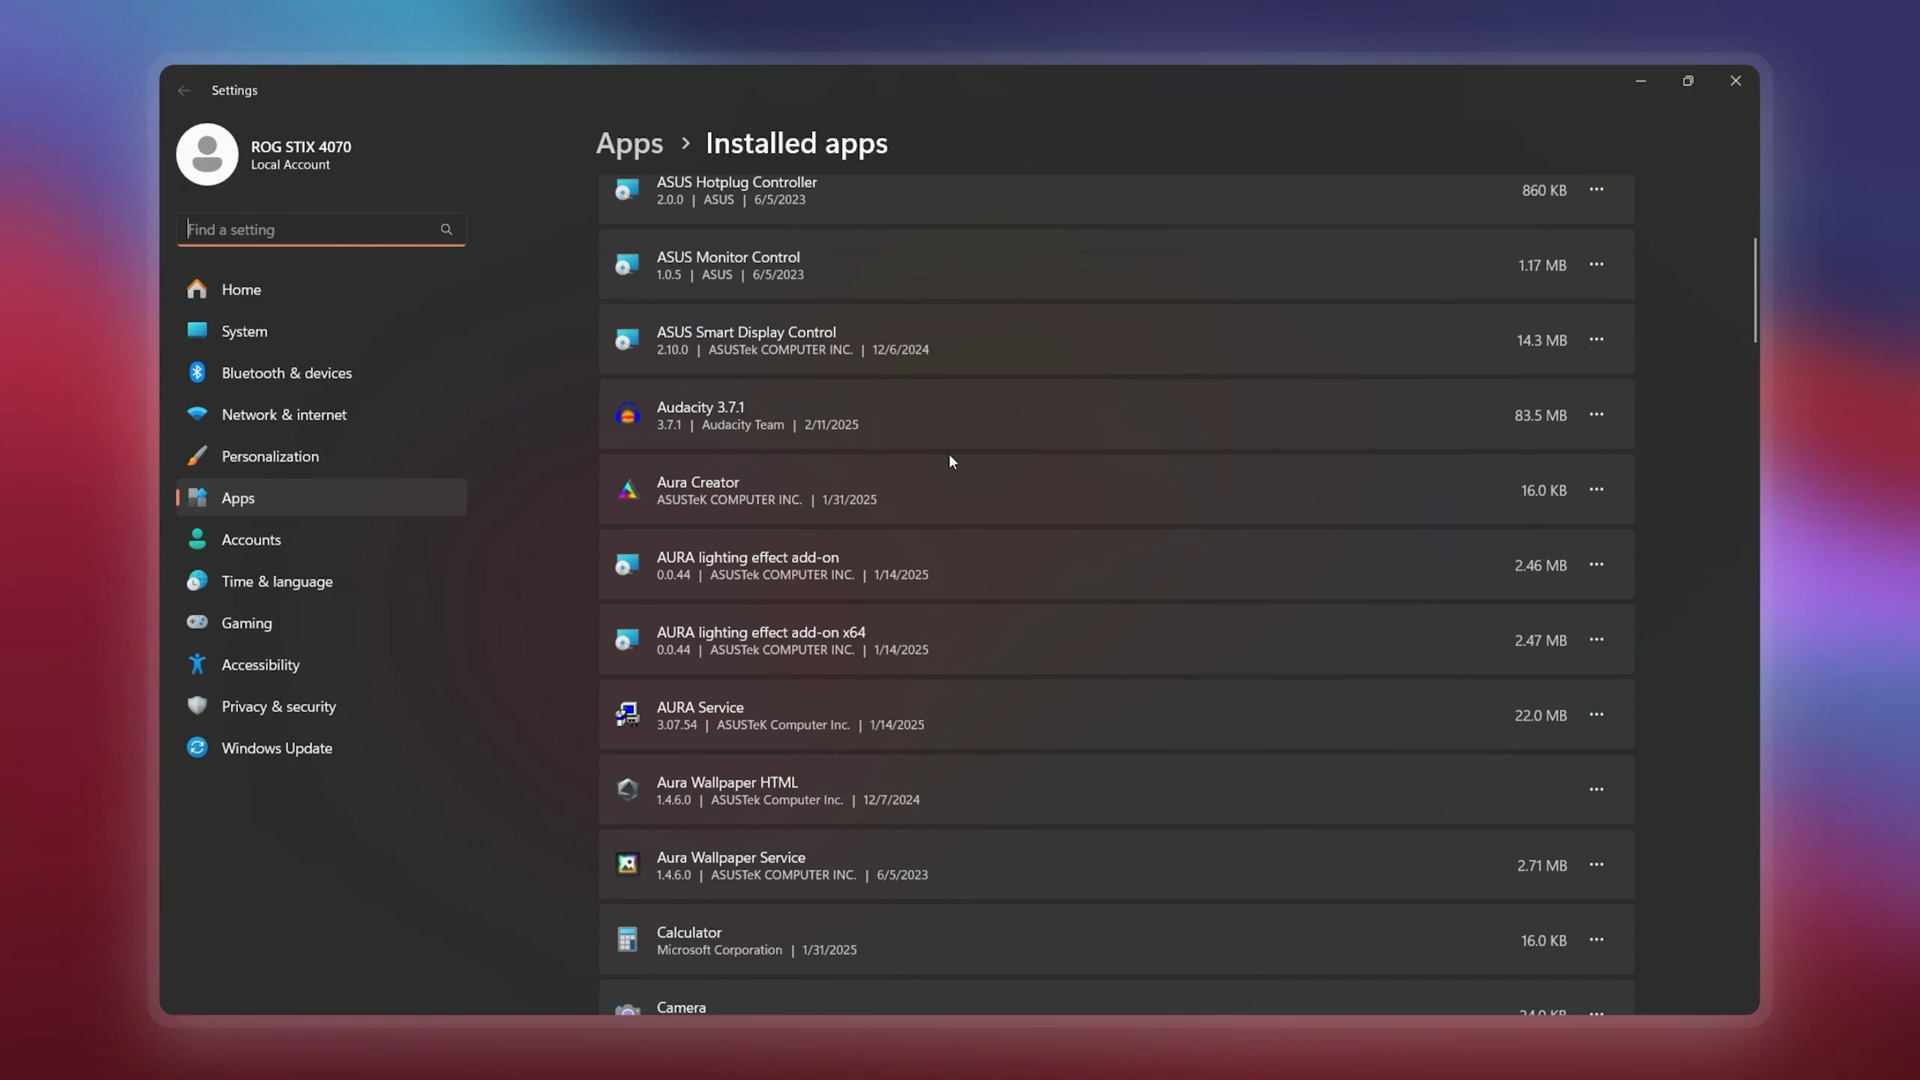 Settings
ROG STIX 4070
Local Account
Find a setting
Home
System
Bluetooth & devices
Network & internet
Personalization
Apps
Accounts
Time & language
Gaming
Accessibility
Privacy & security
Windows Update
Apps > Installed apps
ASUS Hotplug Controller
2.0.0 | ASUS | 6/5/2023
860 KB
ASUS Monitor Control
1.0.5 | ASUS | 6/5/2023
1.17 MB
ASUS Smart Display Control
2.10.0 | ASUSTek COMPUTER INC. | 12/6/2024
14.3 MB
Audacity 3.7.1
3.7.1 | Audacity Team | 2/11/2025
83.5 MB
Aura Creator
ASUSTeK COMPUTER INC. | 1/31/2025
16.0 KB
AURA lighting effect add-on
0.0.44 | ASUSTek COMPUTER INC. | 1/14/2025
2.46 MB
AURA lighting effect add-on x64
0.0.44 | ASUSTek COMPUTER INC. | 1/14/2025
2.47 MB
AURA Service
3.07.54 | ASUSTeK Computer Inc. | 1/14/2025
22.0 MB
Aura Wallpaper HTML
1.4.6.0 | ASUSTek Computer Inc. | 12/7/2024
Aura Wallpaper Service
1.4.6.0 | ASUSTeK COMPUTER INC. | 6/5/2023
2.71 MB
Calculator
Microsoft Corporation | 1/31/2025
16.0 KB
Camera
24.0 KB